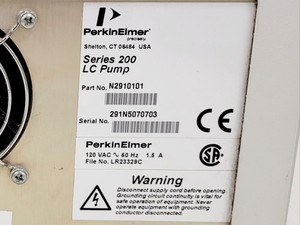 PerkinElmer
precisely.
Shelton, CT 06484 USA
Series 200
LC Pump
Part No. N2910101
Serial No. 291N5070703
PerkinElmer
120 VAC ~ 60 Hz 1.5 A
File No. LR23329C
Warning
Disconnect supply cord before opening.
Grounding circuit continuity is vital for
safe operation of equipment. Never
operate equipment with grounding
conductor disconnected.